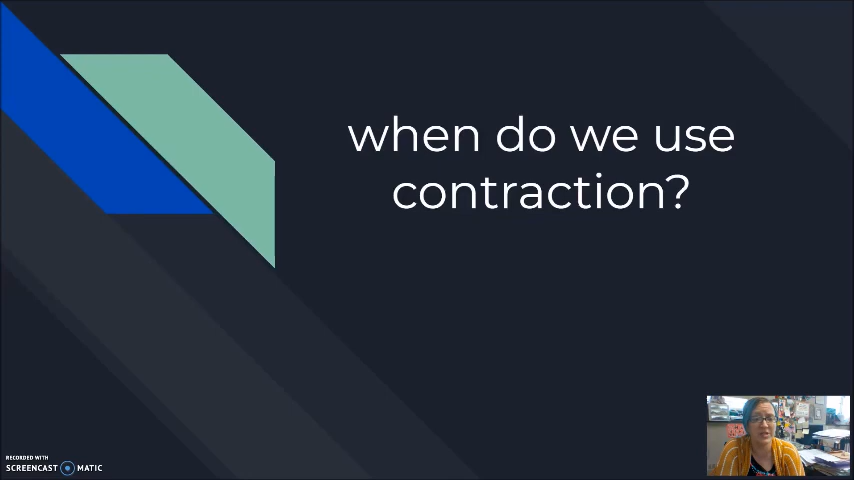 when do we use
contraction?
RECORDED WITH
SCREENCAST MATIC